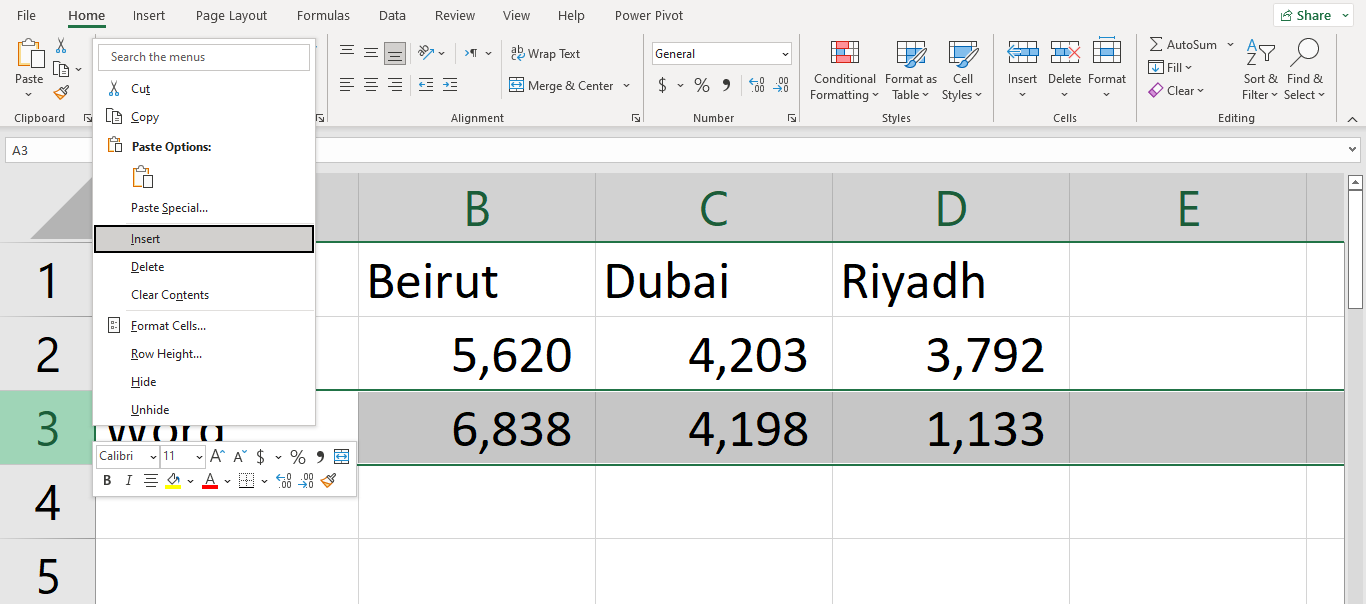 File Home Insert Page Layout Formulas Data Review View Help Power Pivot Share
Paste
Clipboard
Search the menus
Cut
Copy
Paste Options:
Paste Special...
Insert
Delete
Clear Contents
Format Cells...
Row Height...
Hide
Unhide
Wrap Text
Merge & Center
Alignment
General
$ % 9
Number
Conditional Formatting
Format as Table
Cell Styles
Styles
Insert Delete Format
Cells
AutoSum
Fill
Clear
Sort & Filter
Find & Select
Editing
A3
B C D E
1 Beirut Dubai Riyadh
2 5,620 4,203 3,792
3 Word 6,838 4,198 1,133
Calibri 11 A A $ % 9
B I A .00 .00
4
5